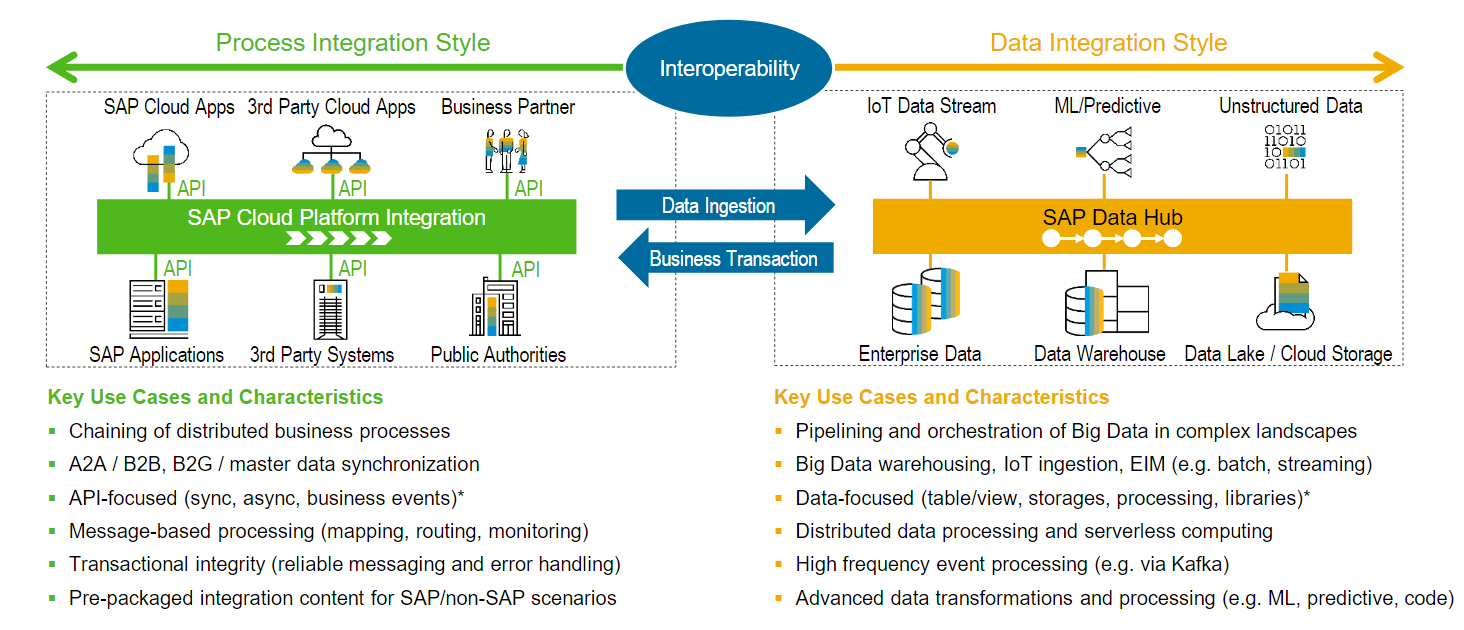 Process Integration Style
Interoperability
Data Integration Style
SAP Cloud Apps
3rd Party Cloud Apps
Business Partner
API
API
API
SAP Cloud Platform Integration
API
API
API
SAP Applications
3rd Party Systems
Public Authorities
Data Ingestion
Business Transaction
IoT Data Stream
ML/Predictive
Unstructured Data
01011
11010
10
01101
SAP Data Hub
Enterprise Data
Data Warehouse
Data Lake / Cloud Storage
Key Use Cases and Characteristics
▪ Chaining of distributed business processes
▪ A2A / B2B, B2G / master data synchronization
▪ API-focused (sync, async, business events)*
▪ Message-based processing (mapping, routing, monitoring)
▪ Transactional integrity (reliable messaging and error handling)
▪ Pre-packaged integration content for SAP/non-SAP scenarios
Key Use Cases and Characteristics
▪ Pipelining and orchestration of Big Data in complex landscapes
▪ Big Data warehousing, IoT ingestion, EIM (e.g. batch, streaming)
▪ Data-focused (table/view, storages, processing, libraries)*
▪ Distributed data processing and serverless computing
▪ High frequency event processing (e.g. via Kafka)
▪ Advanced data transformations and processing (e.g. ML, predictive, code)